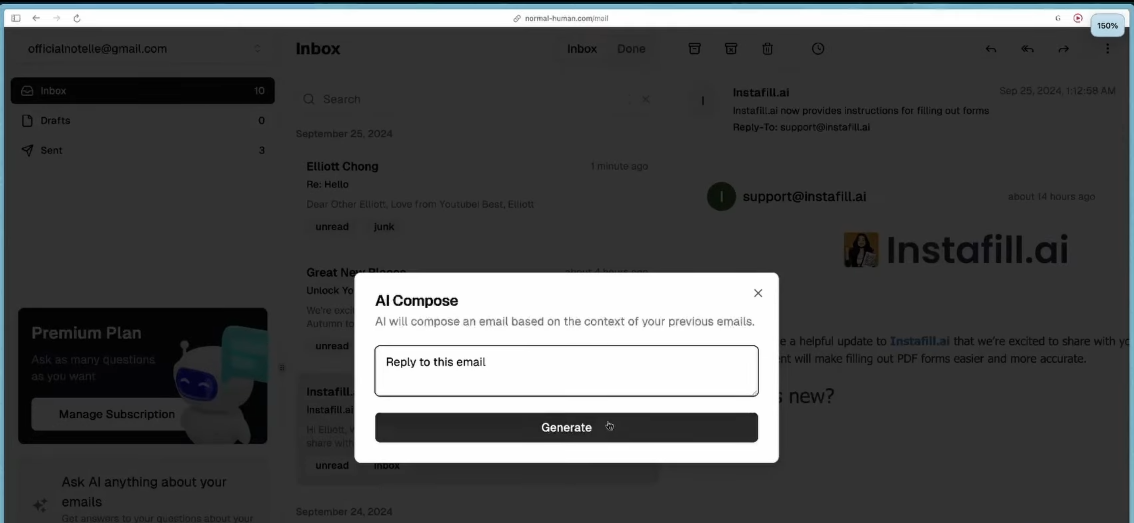 normal-human.com/mail
G
150%
officialnotelle@gmail.com
Inbox
Inbox Done
Inbox 10
Drafts 0
Sent 3
Search
September 25, 2024
Elliott Chong 1 minute ago
Re: Hello
Dear Other Elliott, Love from Youtube! Best, Elliott
unread junk
Great New Places about 4 hours ago
Unlock Yo
We're exci
Autumn to
unread
Instafill.
Instafill.ai
Hi Elliott, 
share with
unread inbox
September 24, 2024
Premium Plan
Ask as many questions
as you want
Manage Subscription
Ask AI anything about your
emails
Get answers to your questions about your
AI Compose
AI will compose an email based on the context of your previous emails.
Reply to this email
Generate
I
Instafill.ai Sep 25, 2024, 1:12:58 AM
Instafill.ai now provides instructions for filling out forms
Reply-To: support@instafill.ai
I
support@instafill.ai about 14 hours ago
Instafill.ai
e a helpful update to Instafill.ai that we're excited to share with yo
nt will make filling out PDF forms easier and more accurate.
s new?